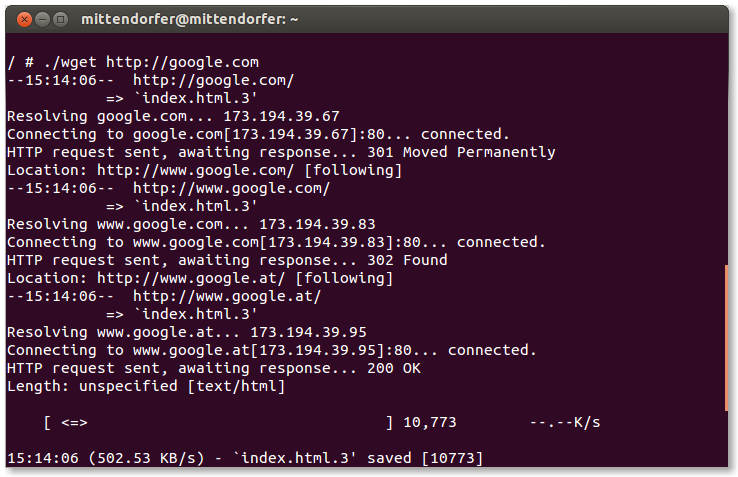 mittendorfer@mittendorfer: ~
/ # ./wget http://google.com
--15:14:06--  http://google.com/
           => `index.html.3'
Resolving google.com... 173.194.39.67
Connecting to google.com[173.194.39.67]:80... connected.
HTTP request sent, awaiting response... 301 Moved Permanently
Location: http://www.google.com/ [following]
--15:14:06--  http://www.google.com/
           => `index.html.3'
Resolving www.google.com... 173.194.39.83
Connecting to www.google.com[173.194.39.83]:80... connected.
HTTP request sent, awaiting response... 302 Found
Location: http://www.google.at/ [following]
--15:14:06--  http://www.google.at/
           => `index.html.3'
Resolving www.google.at... 173.194.39.95
Connecting to www.google.at[173.194.39.95]:80... connected.
HTTP request sent, awaiting response... 200 OK
Length: unspecified [text/html]
    [ <=>                                 ] 10,773        --.--K/s
15:14:06 (502.53 KB/s) - `index.html.3' saved [10773]